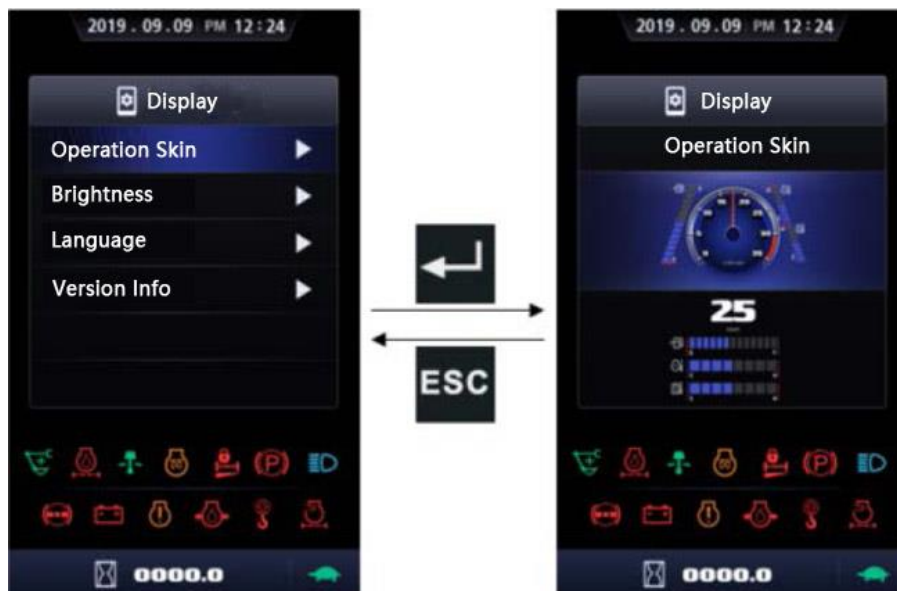 2019 . 09 . 09 PM 12 : 24
Display
Operation Skin
Brightness
Language
Version Info
0000.0
ESC
2019 . 09 . 09 PM 12 : 24
Display
Operation Skin
25
0000.0